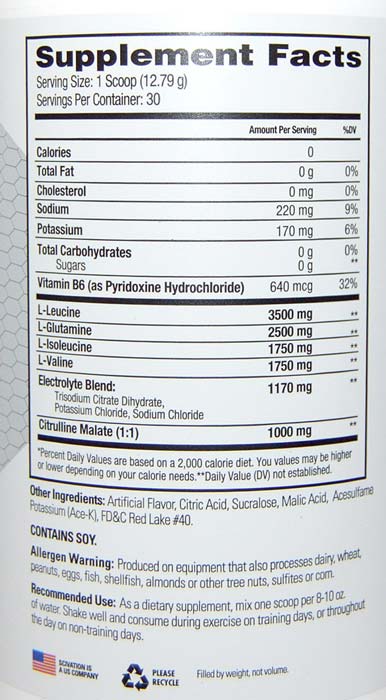 Supplement Facts
Serving Size: 1 Scoop (12.79 g)
Servings Per Container: 30
Amount Per Serving %DV
Calories 0
Total Fat 0 g 0%
Cholesterol 0 mg 0%
Sodium 220 mg 9%
Potassium 170 mg 6%
Total Carbohydrates 0 g 0%
Sugars 0 g **
Vitamin B6 (as Pyridoxine Hydrochloride) 640 mcg 32%
L-Leucine 3500 mg **
L-Glutamine 2500 mg **
L-Isoleucine 1750 mg **
L-Valine 1750 mg **
Electrolyte Blend: 1170 mg **
Trisodium Citrate Dihydrate,
Potassium Chloride, Sodium Chloride
Citrulline Malate (1:1) 1000 mg **
*Percent Daily Values are based on a 2,000 calorie diet. You values may be higher
or lower depending on your calorie needs.**Daily Value (DV) not established.
Other Ingredients: Artificial Flavor, Citric Acid, Sucralose, Malic Acid, Acesulfame
Potassium (Ace-K), FD&C Red Lake #40.
CONTAINS SOY.
Allergen Warning: Produced on equipment that also processes dairy, wheat,
peanuts, eggs, fish, shellfish, almonds or other tree nuts, sulfites or corn.
Recommended Use: As a dietary supplement, mix one scoop per 8-10 oz.
of water. Shake well and consume during exercise on training days, or throughout
the day on non-training days.
SCIVATION IS
A US COMPANY
PLEASE
RECYCLE
Filled by weight, not volume.